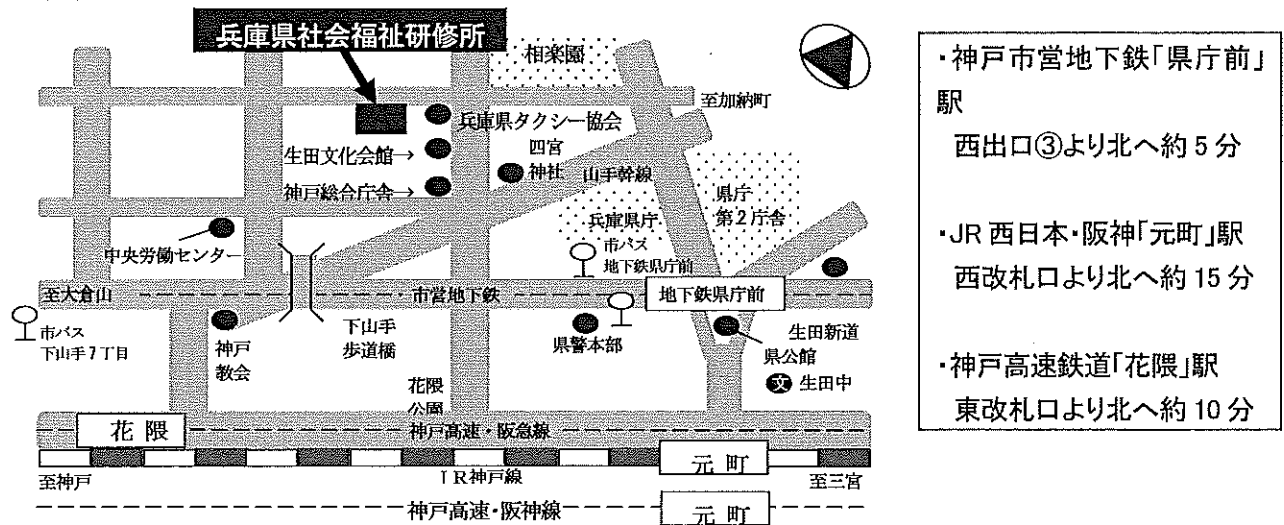 兵庫県社会福祉研修所
相楽園
至加納町
兵庫県タクシー協会
生田文化会館→
四宮
神社
神戸総合庁舎→
山手幹線
県庁
第2庁舎
兵庫県庁
中央労働センター
市バス
地下鉄県庁前
至大倉山
市営地下鉄
地下鉄県庁前
市バス
下山手7丁目
神戸
教会
下山手
歩道橋
県警本部
生田新道
県公館
文 生田中
花隈
公園
花 隈
神戸高速・阪急線
元 町
至神戸
JR神戸線
至三宮
神戸高速・阪神線
元 町
・神戸市営地下鉄「県庁前」
駅
西出口③より北へ約5分
・JR西日本・阪神「元町」駅
西改札口より北へ約15分
・神戸高速鉄道「花隈」駅
東改札口より北へ約10分